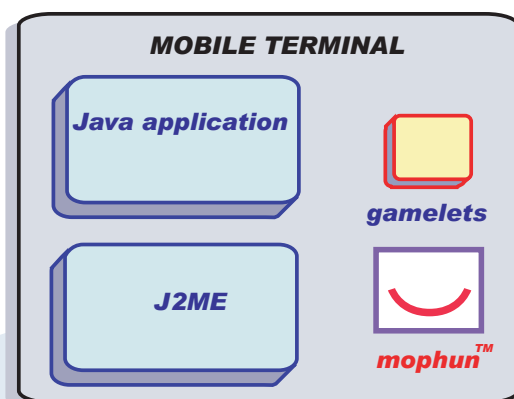 MOBILE TERMINAL
Java application
gamelets
J2ME
mophun™